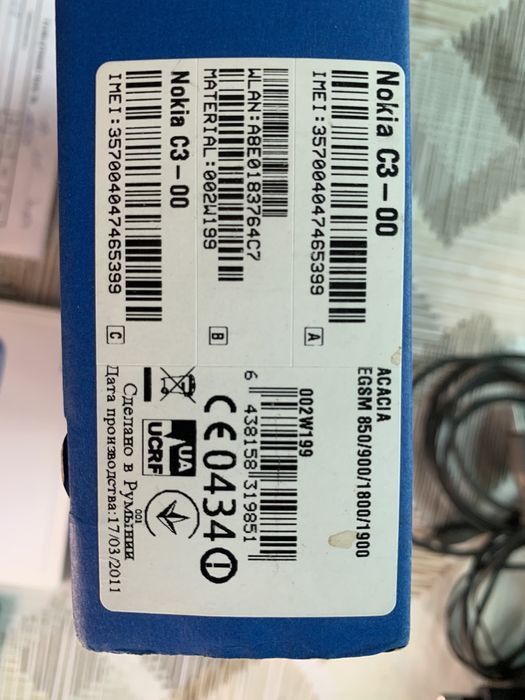 Nokia C3-00
IMEI:357004047465399
A
WLAN:A8E0183764C7
MATERIAL:002W199
B
Nokia C3-00
IMEI:357004047465399
C
ACACIA
EGSM 850/900/1800/1900
002W199
6 438158 319851
CE0434
UA
UCRF
001
Сделано в Румынии
Дата производства:17/03/2011